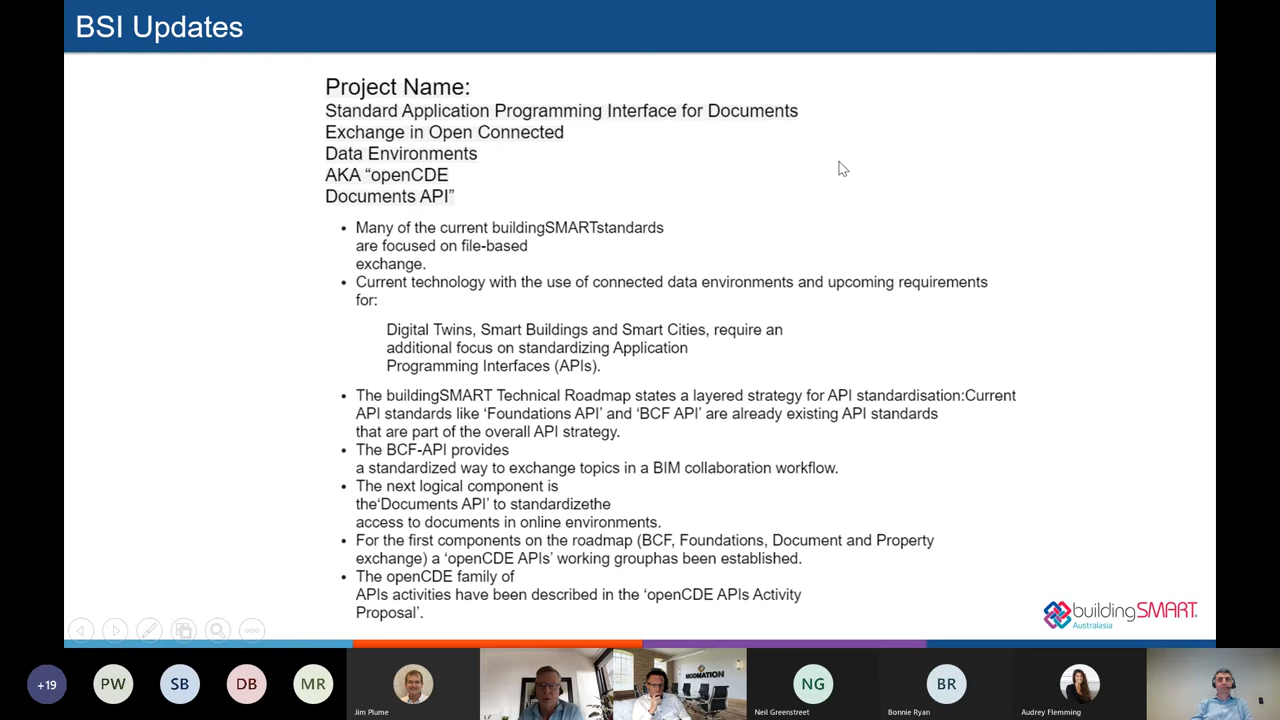 BSI Updates
Project Name:
Standard Application Programming Interface for Documents
Exchange in Open Connected
Data Environments
AKA “openCDE
Documents API”
• Many of the current buildingSMARTstandards
are focused on file-based
exchange.
• Current technology with the use of connected data environments and upcoming requirements
for:
Digital Twins, Smart Buildings and Smart Cities, require an
additional focus on standardizing Application
Programming Interfaces (APIs).
• The buildingSMART Technical Roadmap states a layered strategy for API standardisation:Current
API standards like ‘Foundations API’ and ‘BCF API’ are already existing API standards
that are part of the overall API strategy.
• The BCF-API provides
a standardized way to exchange topics in a BIM collaboration workflow.
• The next logical component is
the‘Documents API’ to standardizethe
access to documents in online environments.
• For the first components on the roadmap (BCF, Foundations, Document and Property
exchange) a ‘openCDE APIs’ working grouphas been established.
• The openCDE family of
APIs activities have been described in the ‘openCDE APIs Activity
Proposal’.
buildingSMART
Australasia
+19
PW
SB
DB
MR
MODMATION
NG
BR
Jim Plume
Neil Greenstreet
Bonnie Ryan
Audrey Flemming